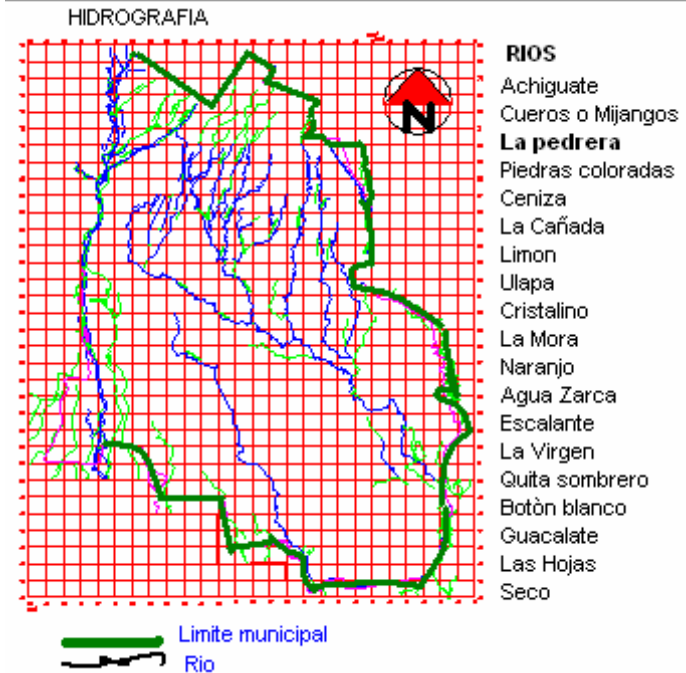 HIDROGRAFIA
N
RIOS
Achiguate
Cueros o Mijangos
La pedrera
Piedras coloradas
Ceniza
La Cañada
Limon
Ulapa
Cristalino
La Mora
Naranjo
Agua Zarca
Escalante
La Virgen
Quita sombrero
Botòn blanco
Guacalate
Las Hojas
Seco
Limite municipal
Rio